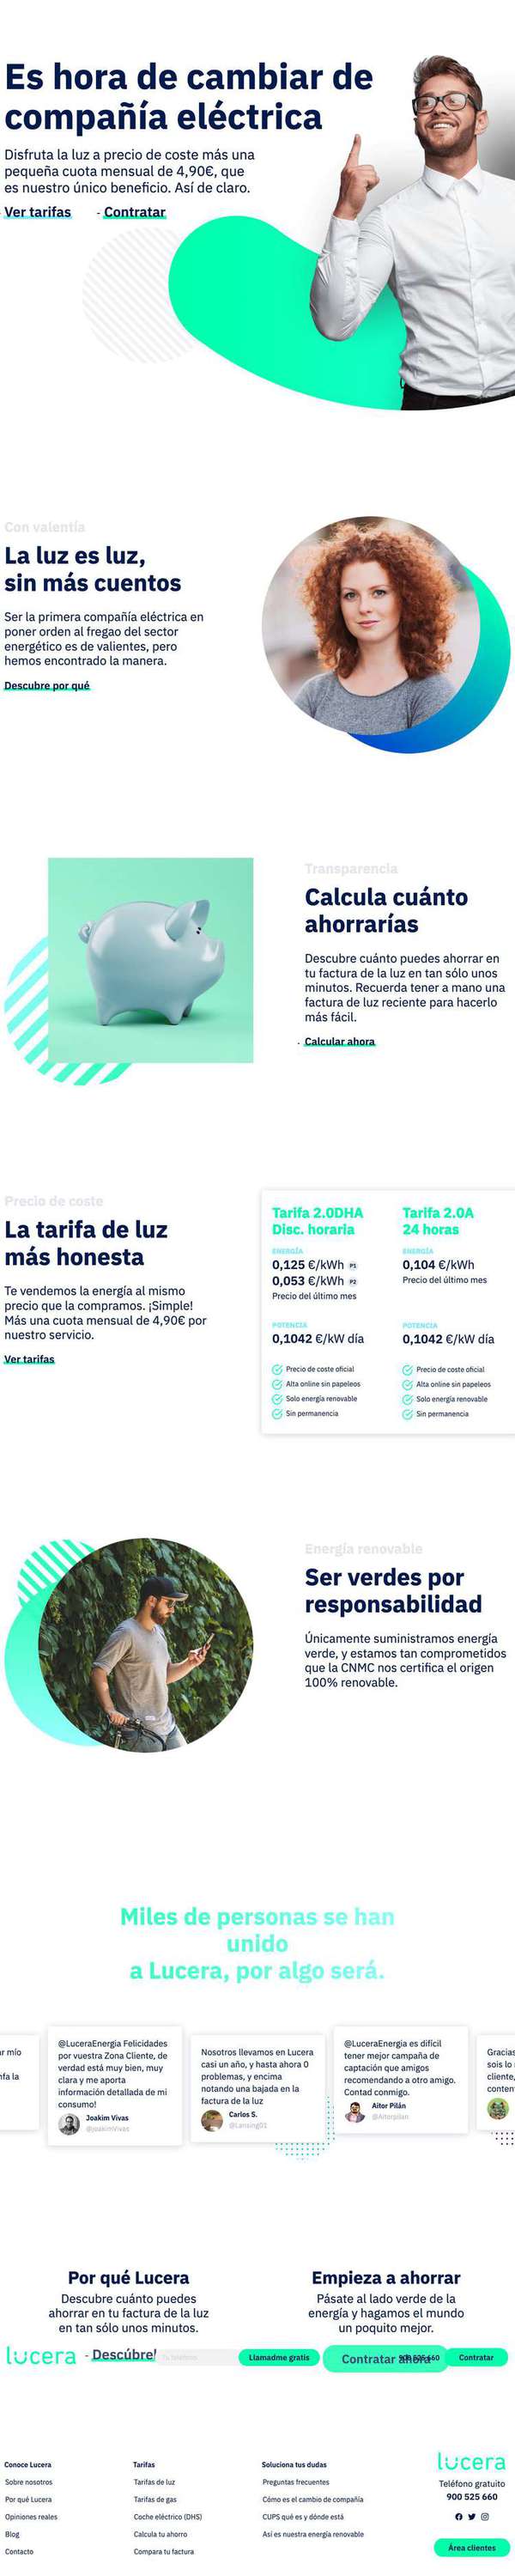 Es hora de cambiar de
compañía eléctrica
Disfruta la luz a precio de coste más una
pequeña cuota mensual de 4,90€, que
es nuestro único beneficio. Así de claro.
Ver tarifas
- Contratar
Con valentía
La luz es luz,
sin más cuentos
Ser la primera compañía eléctrica en
poner orden al fregao del sector
energético es de valientes, pero
hemos encontrado la manera.
Descubre por qué
Transparencia
Calcula cuánto
ahorrarías
Descubre cuánto puedes ahorrar en
tu factura de la luz en tan sólo unos
minutos. Recuerda tener a mano una
factura de luz reciente para hacerlo
más fácil.
- Calcular ahora
Precio de coste
La tarifa de luz
más honesta
Te vendemos la energía al mismo
precio que la compramos. ¡Simple!
Más una cuota mensual de 4,90€ por
nuestro servicio.
Ver tarifas
Tarifa 2.0DHA
Disc. horaria
ENERGÍA
0,125 €/kWh P1
0,053 €/kWh P2
Precio del último mes
POTENCIA
0,1042 €/kW día
Precio de coste oficial
Alta online sin papeleos
Solo energía renovable
Sin permanencia
Tarifa 2.0A
24 horas
ENERGÍA
0,104 €/kWh
Precio del último mes
POTENCIA
0,1042 €/kW día
Precio de coste oficial
Alta online sin papeleos
Solo energía renovable
Sin permanencia
Energía renovable
Ser verdes por
responsabilidad
Únicamente suministramos energía
verde, y estamos tan comprometidos
que la CNMC nos certifica el origen
100% renovable.
Miles de personas se han
unido
a Lucera, por algo será.
mío
la
@LuceraEnergia Felicidades
por vuestra Zona Cliente, de
verdad está muy bien, muy
clara y me aporta
información detallada de mi
consumo!
Joakim Vivas
@joakimVivas
Nosotros llevamos en Lucera
casi un año, y hasta ahora 0
problemas, y encima
notando una bajada en la
factura de la luz
Carlos S.
@Lansing01
@LuceraEnergia es difícil
tener mejor campaña de
captación que amigos
recomendando a otro amigo.
Contad conmigo.
Aitor Pilán
@Aitorpilan
Gracias
sois lo
cliente,
conten
Por qué Lucera
Descubre cuánto puedes
ahorrar en tu factura de la luz
en tan sólo unos minutos.
Empieza a ahorrar
Pásate al lado verde de la
energía y hagamos el mundo
un poquito mejor.
lucera
- Descúbrel
Tu teléfono
Llamadme gratis
Contratar ahora
900 525 660
Contratar
Conoce Lucera
Sobre nosotros
Por qué Lucera
Opiniones reales
Blog
Contacto
Tarifas
Tarifas de luz
Tarifas de gas
Coche eléctrico (DHS)
Calcula tu ahorro
Compara tu factura
Soluciona tus dudas
Preguntas frecuentes
Cómo es el cambio de compañía
CUPS qué es y dónde está
Así es nuestra energía renovable
lucera
Teléfono gratuito
900 525 660
Área clientes